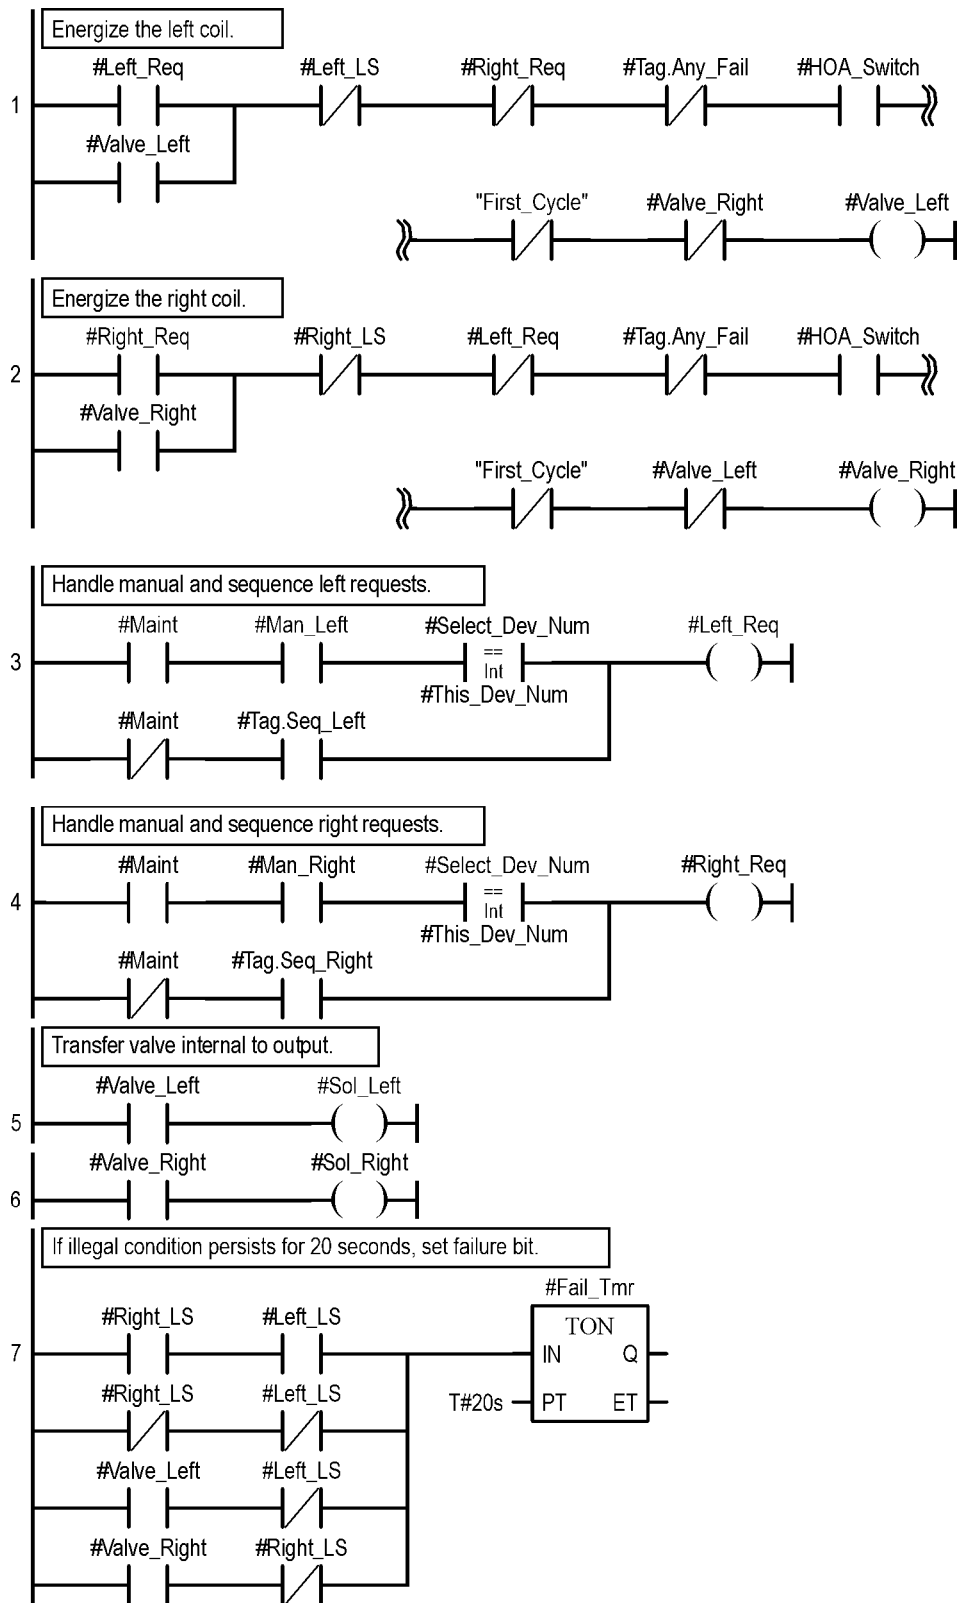 Energize the left coil.
#Left_Req #Left_LS #Right_Req #Tag.Any_Fail #HOA_Switch
1
#Valve_Left
"First_Cycle" #Valve_Right #Valve_Left
Energize the right coil.
#Right_Req #Right_LS #Left_Req #Tag.Any_Fail #HOA_Switch
2
#Valve_Right
"First_Cycle" #Valve_Left #Valve_Right
Handle manual and sequence left requests.
#Maint #Man_Left #Select_Dev_Num #Left_Req
3 == Int
#This_Dev_Num
#Maint #Tag.Seq_Left
Handle manual and sequence right requests.
#Maint #Man_Right #Select_Dev_Num #Right_Req
4 == Int
#This_Dev_Num
#Maint #Tag.Seq_Right
Transfer valve internal to output.
#Valve_Left #Sol_Left
5
#Valve_Right #Sol_Right
6
If illegal condition persists for 20 seconds, set failure bit.
#Fail_Tmr
#Right_LS #Left_LS TON
7 IN Q
#Right_LS #Left_LS T#20s PT ET
#Valve_Left #Left_LS
#Valve_Right #Right_LS